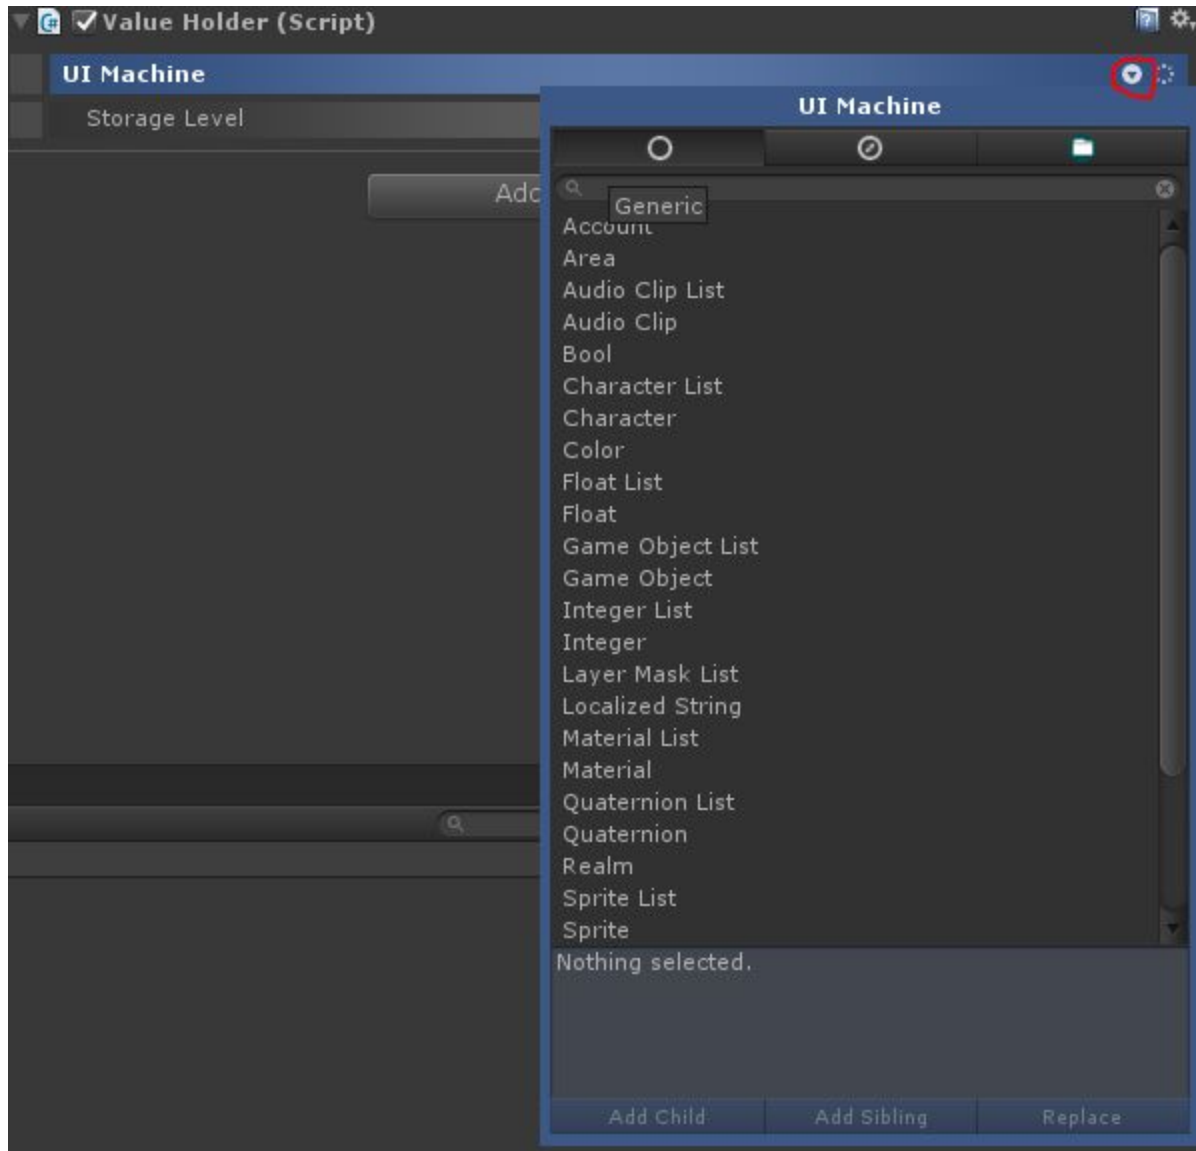 Value Holder (Script)
UI Machine
Storage Level
Add
UI Machine
Generic
Account
Area
Audio Clip List
Audio Clip
Bool
Character List
Character
Color
Float List
Float
Game Object List
Game Object
Integer List
Integer
Layer Mask List
Localized String
Material List
Material
Quaternion List
Quaternion
Realm
Sprite List
Sprite
Nothing selected.
Add Child Add Sibling Replace